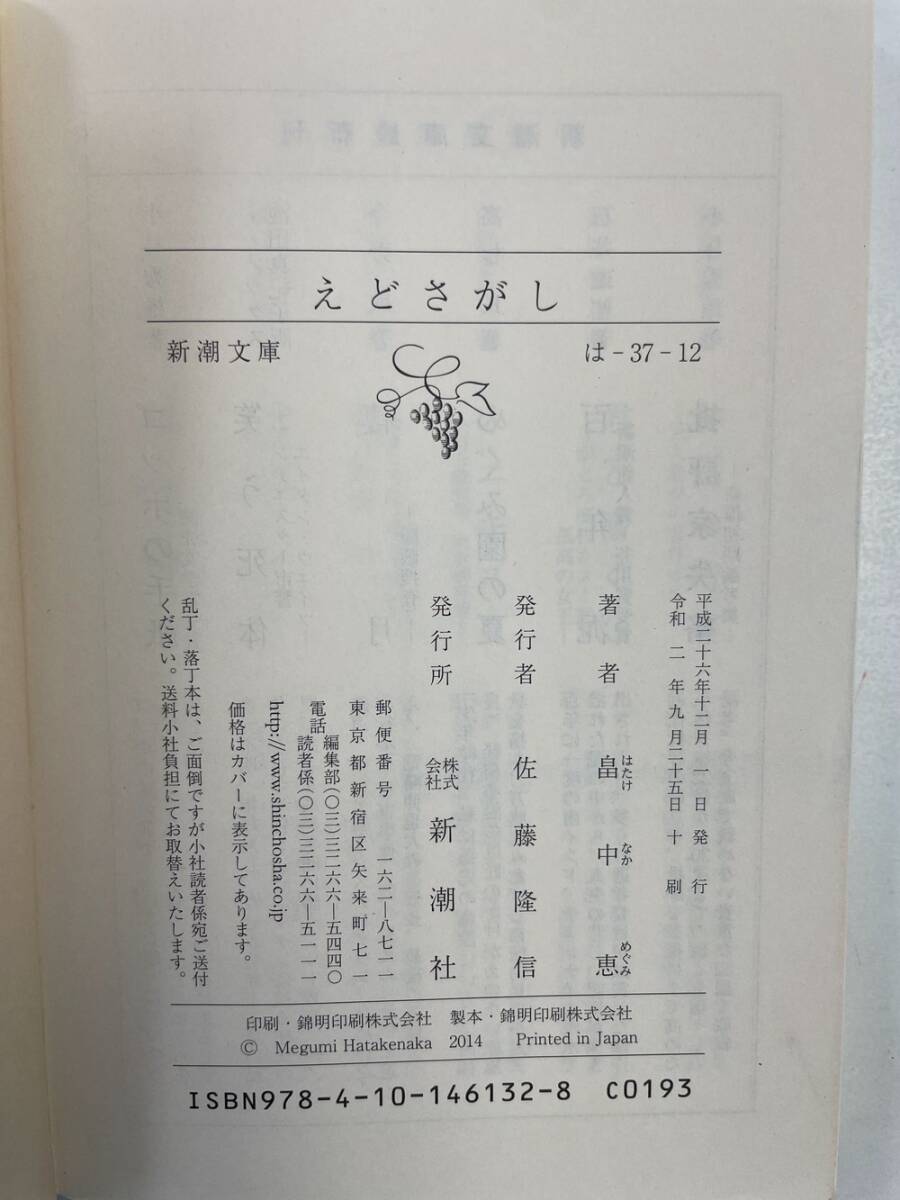 えどさがし
新潮文庫
は-37-12
平成二十六年十二月一日発行
令和二年九月二十五日十刷
著者 畠中恵
はたけ なか めぐみ
発行者 佐藤隆信
発行所 株式会社 新潮社
郵便番号 一六二―八七一一
東京都新宿区矢来町七一
電話 編集部(〇三)三二六六―五四四〇
読者係(〇三)三二六六―五一一一
http://www.shinchosha.co.jp
価格はカバーに表示してあります。
乱丁・落丁本は、ご面倒ですが小社読者係宛ご送付
ください。送料小社負担にてお取替えいたします。
印刷・錦明印刷株式会社 製本・錦明印刷株式会社
© Megumi Hatakenaka 2014 Printed in Japan
ISBN978-4-10-146132-8 C0193